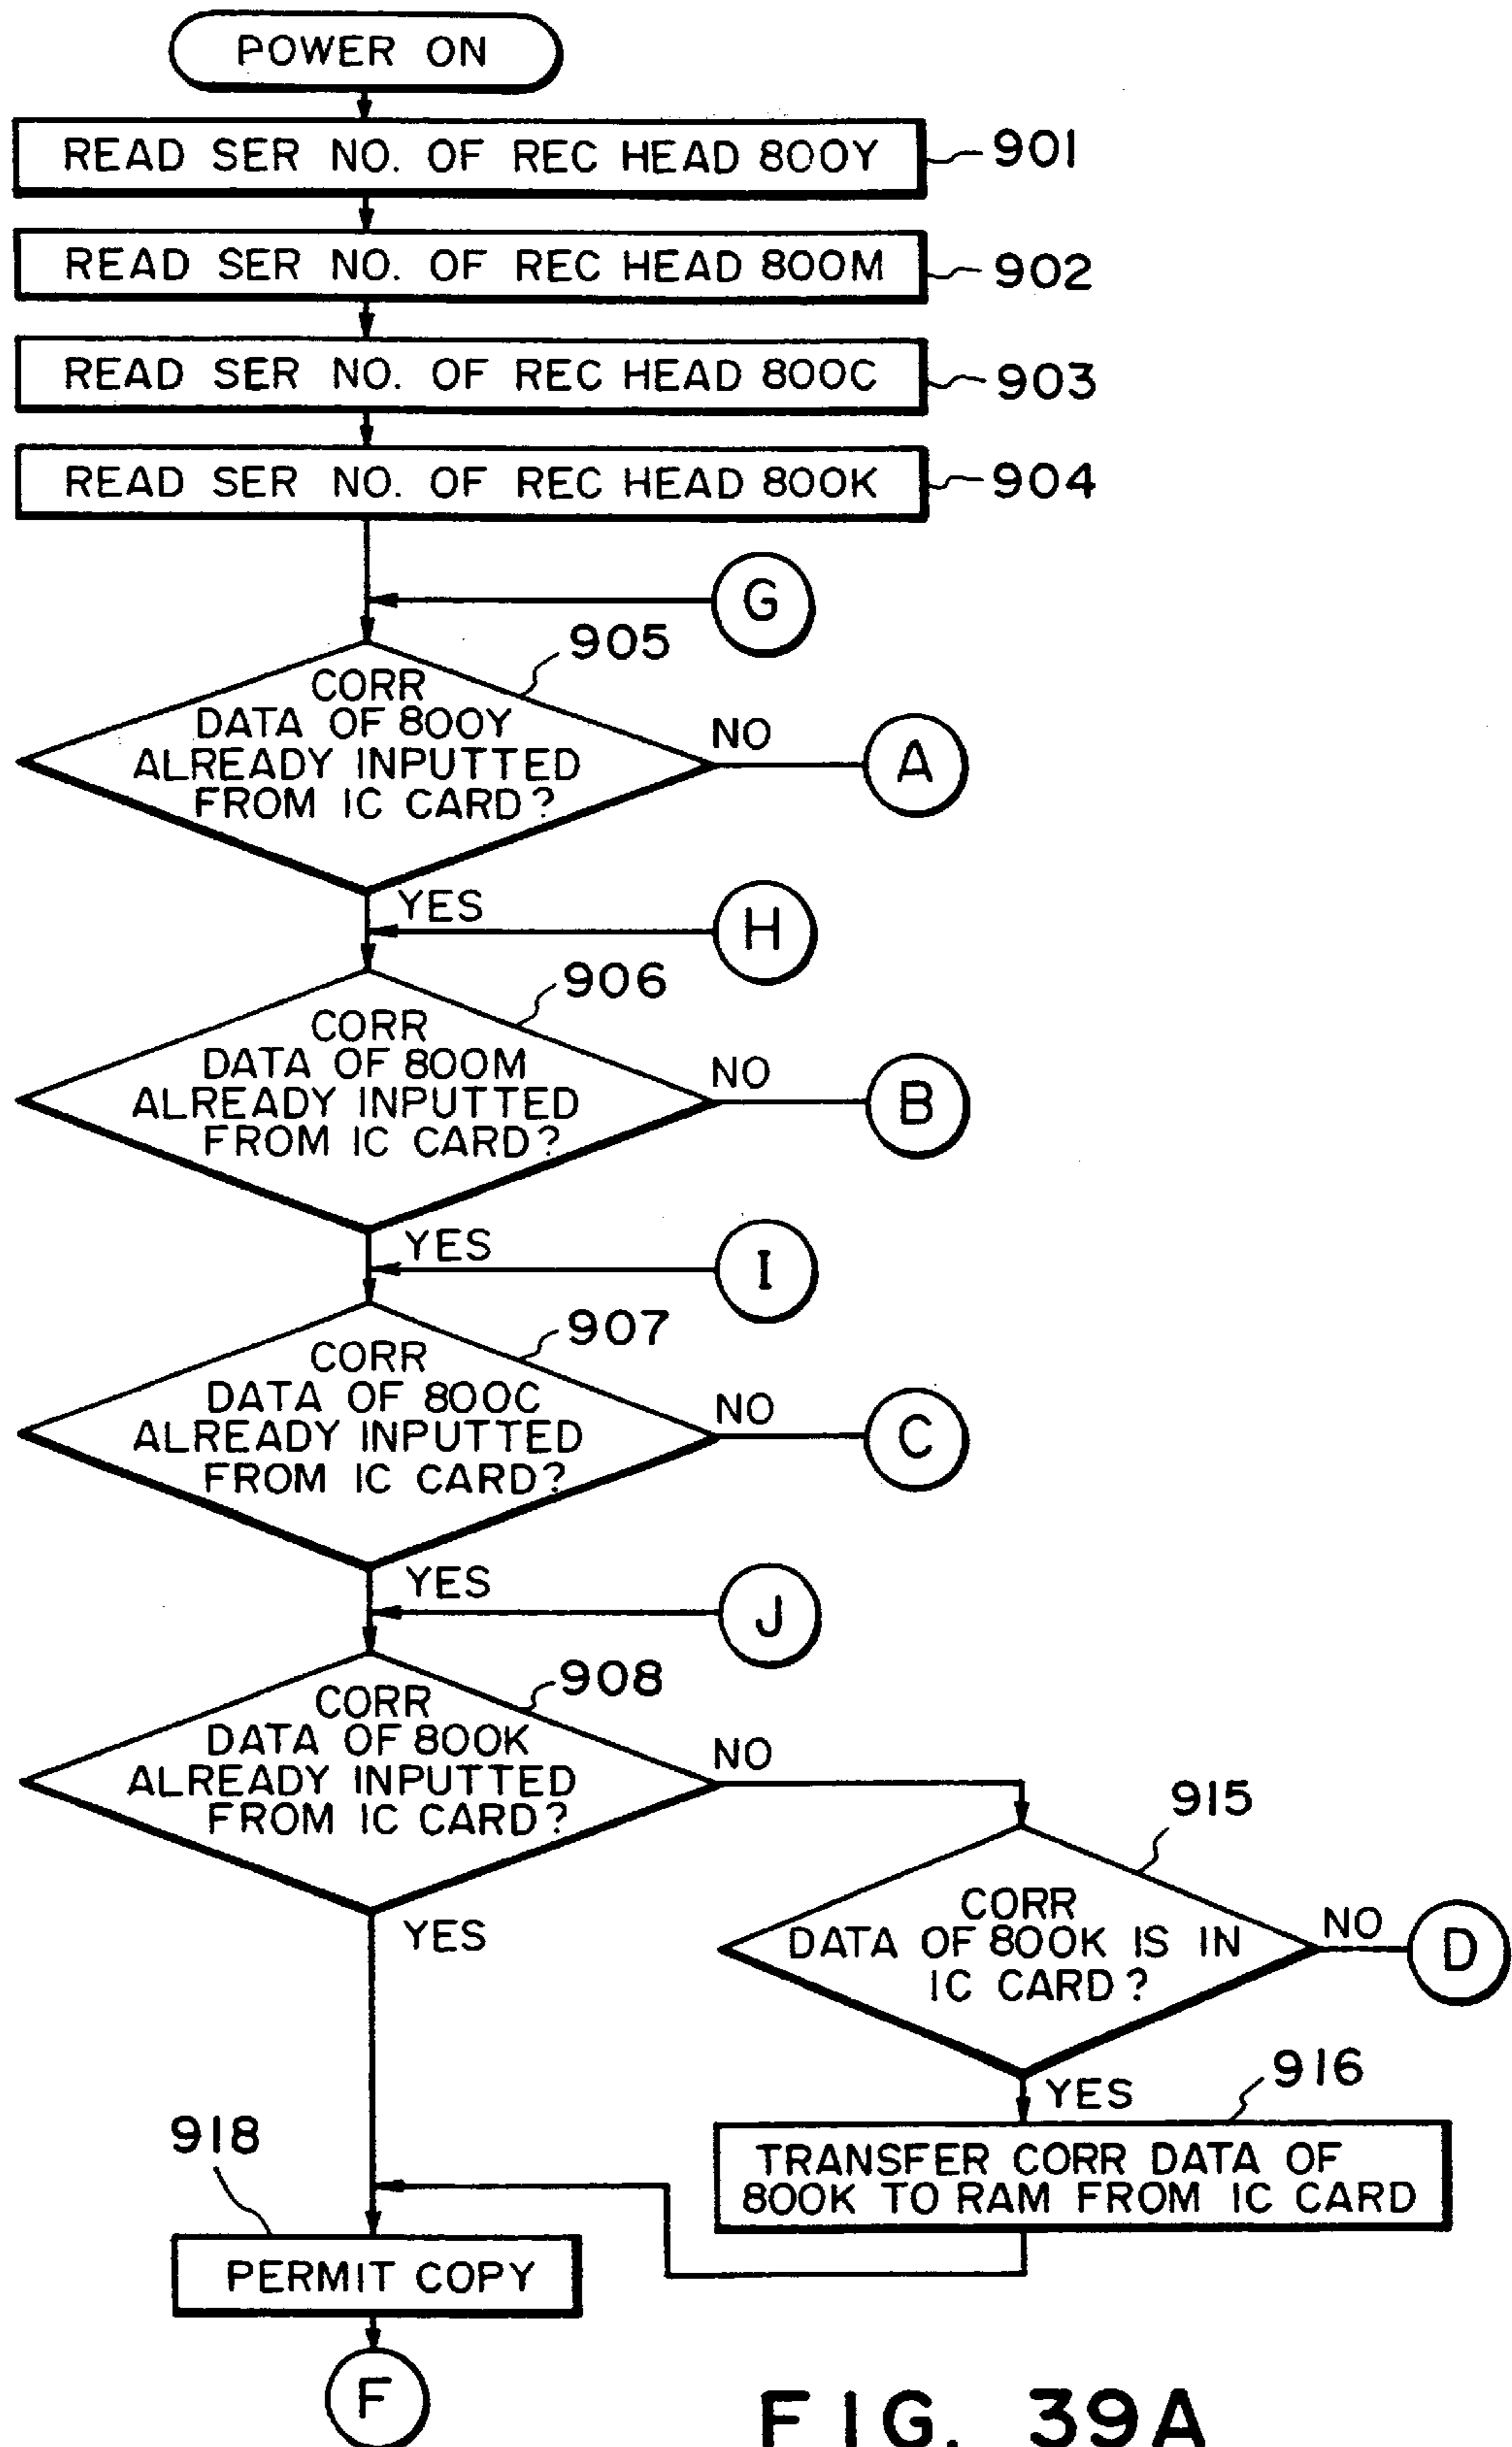 POWER ON
READ SER NO. OF REC HEAD 800Y
901
READ SER NO. OF REC HEAD 800M
902
READ SER NO. OF REC HEAD 800C
903
READ SER NO. OF REC HEAD 800K
904
G
905
CORR
DATA OF 800Y
ALREADY INPUTTED
FROM IC CARD?
NO
A
YES
H
906
CORR
DATA OF 800M
ALREADY INPUTTED
FROM IC CARD?
NO
B
YES
I
907
CORR
DATA OF 800C
ALREADY INPUTTED
FROM IC CARD?
NO
C
YES
J
908
CORR
DATA OF 800K
ALREADY INPUTTED
FROM IC CARD?
NO
915
CORR
DATA OF 800K IS IN
IC CARD?
NO
D
YES
YES
916
TRANSFER CORR DATA OF
800K TO RAM FROM IC CARD
918
PERMIT COPY
F
FIG. 39A